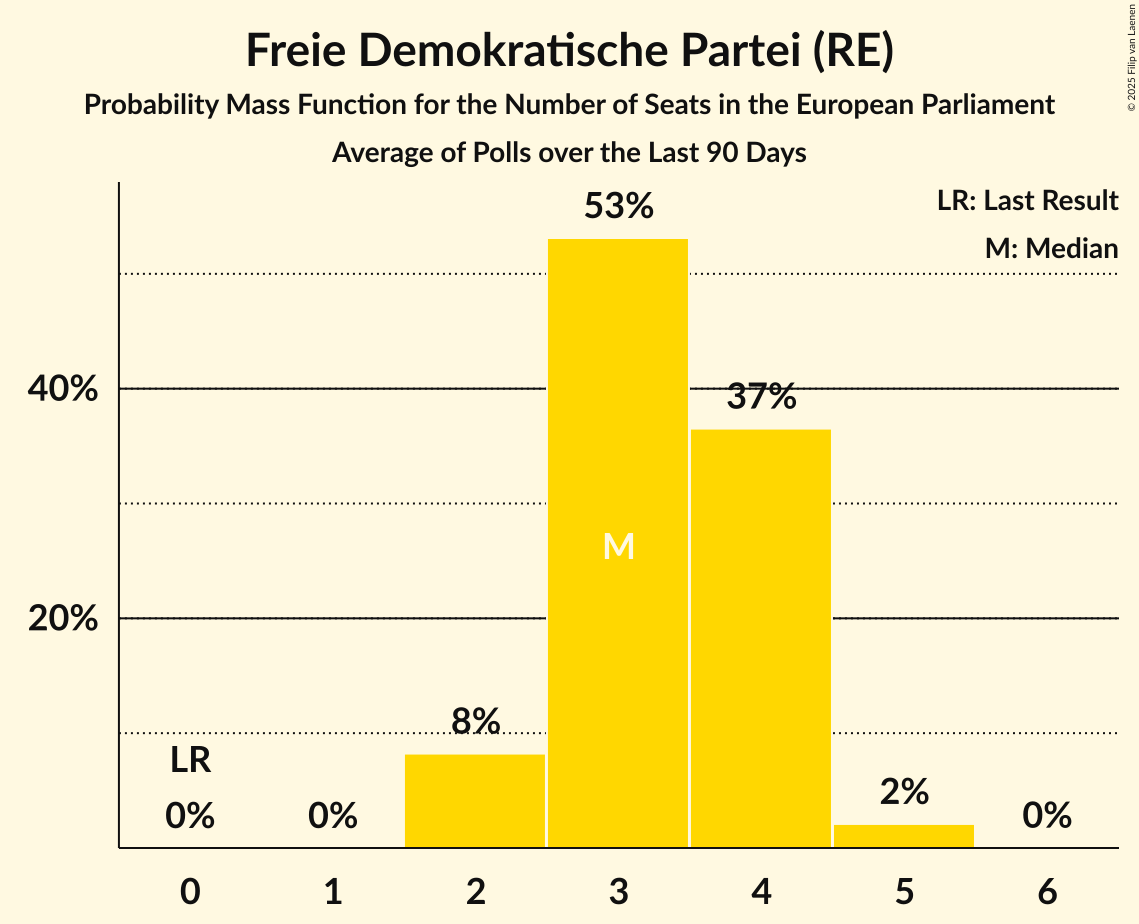 Freie Demokratische Partei (RE)
Probability Mass Function for the Number of Seats in the European Parliament
Average of Polls over the Last 90 Days
© 2025 Filip van Laenen
LR: Last Result
M: Median
53%
40%
37%
M
20%
8%
LR
0%
0%
2%
0%
0 1 2 3 4 5 6